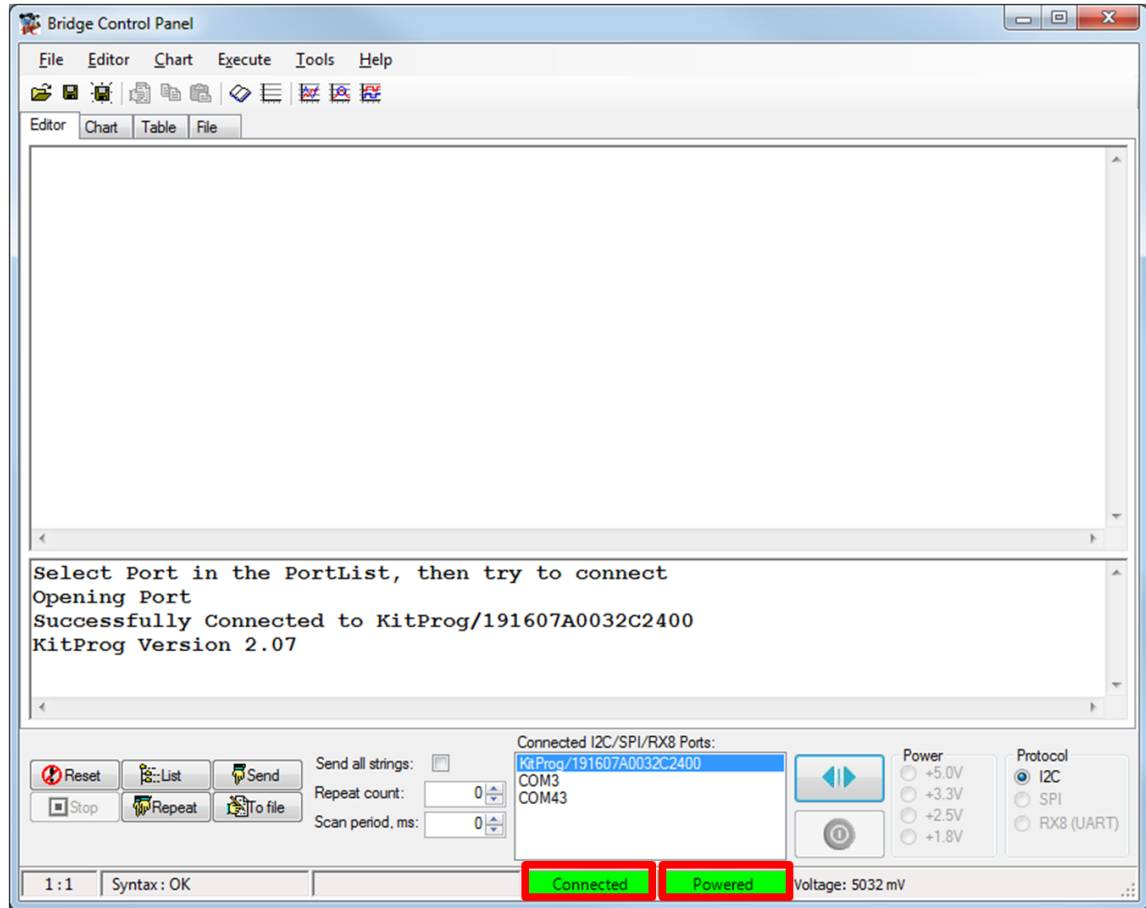 Bridge Control Panel
File Editor Chart Execute Tools Help
Editor Chart Table File
Select Port in the PortList, then try to connect
Opening Port
Successfully Connected to KitProg/191607A0032C2400
KitProg Version 2.07
Reset List Send
Stop Repeat To file
Send all strings:
Repeat count: 0
Scan period, ms: 0
Connected I2C/SPI/RX8 Ports:
KitProg/191607A0032C2400
COM3
COM43
Power
+5.0V
+3.3V
+2.5V
+1.8V
Protocol
I2C
SPI
RX8 (UART)
1:1 Syntax : OK Connected Powered Voltage: 5032 mV